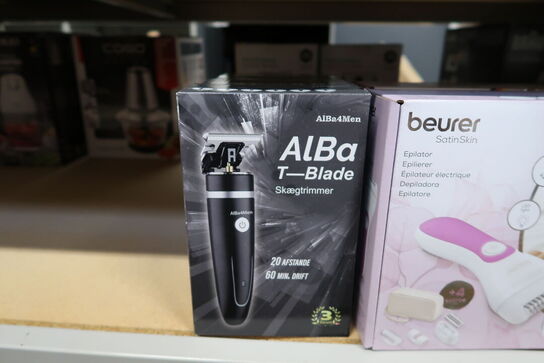 AlBa4Men
AlBa
T—Blade
Skægtrimmer
AlBa4Men
20 AFSTANDE
60 MIN. DRIFT
3
beurer
SatinSkin
Epilator
Epilierer
Epilateur électrique
Depiladora
Epilatore